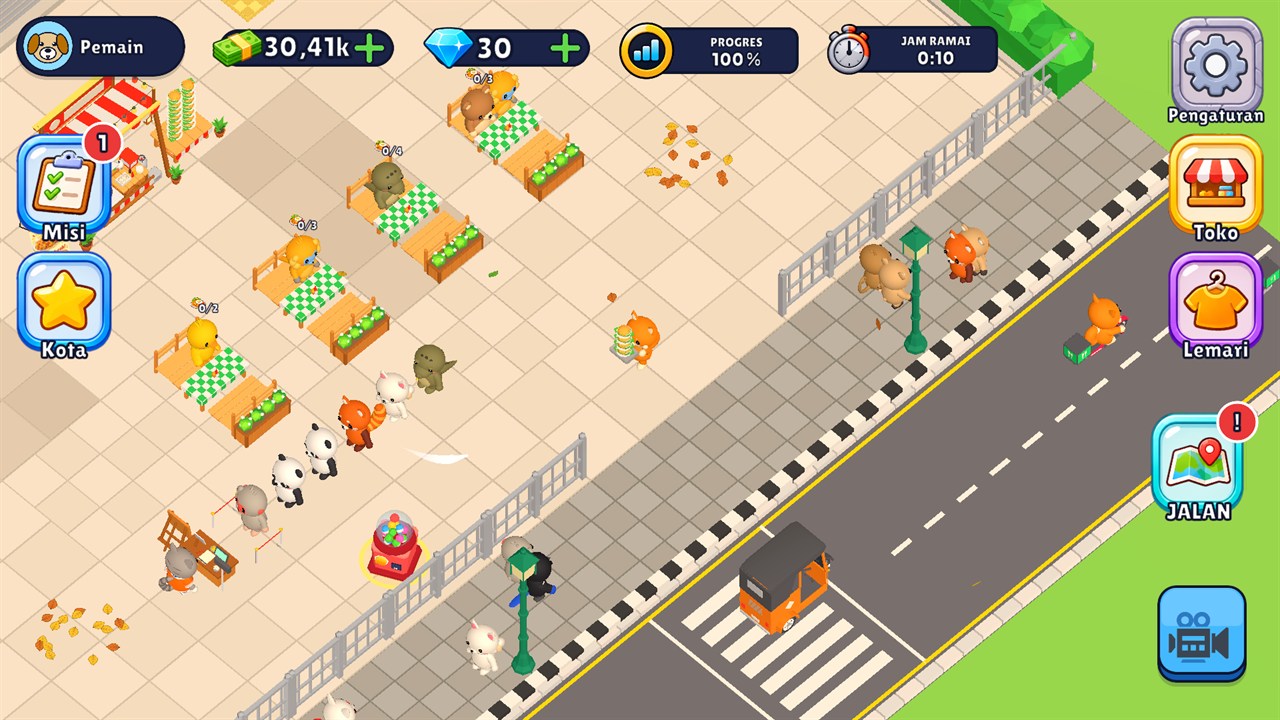 Pemain
30,41k
30
PROGRES
100%
JAM RAMAI
0:10
Pengaturan
1
Misi
Toko
Kota
Lemari
!
JALAN
0/3
0/4
0/3
0/2